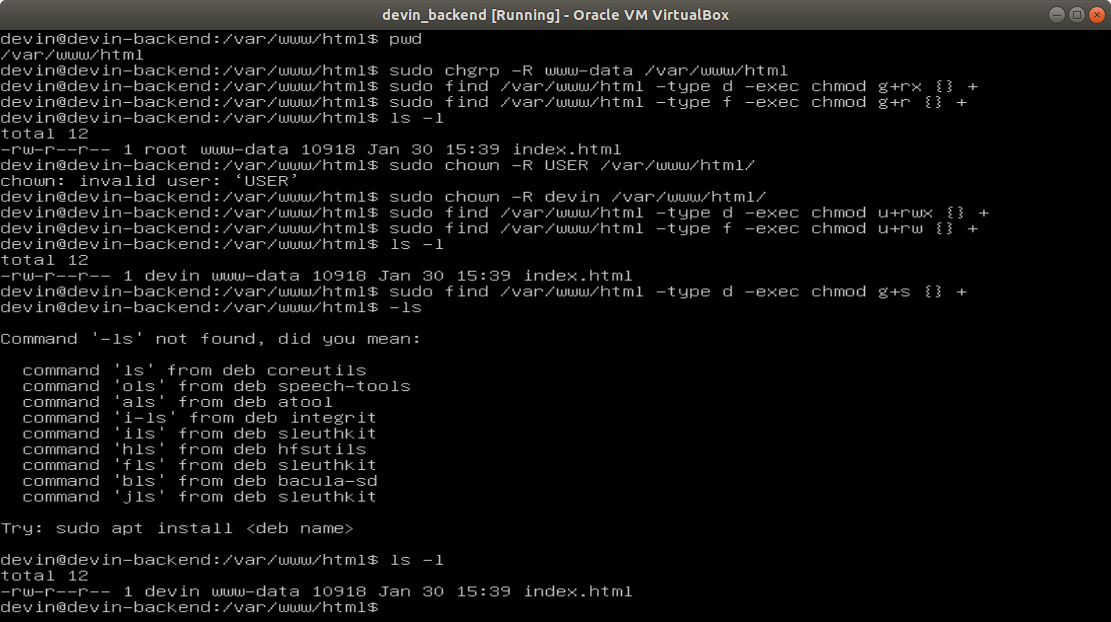 devin_backend [Running] - Oracle VM VirtualBox
devin@devin-backend:/var/www/html$ pwd
/var/www/html
devin@devin-backend:/var/www/html$ sudo chgrp -R www-data /var/www/html
devin@devin-backend:/var/www/html$ sudo find /var/www/html -type d -exec chmod g+rx {} +
devin@devin-backend:/var/www/html$ sudo find /var/www/html -type f -exec chmod g+r {} +
devin@devin-backend:/var/www/html$ ls -l
total 12
-rw-r--r-- 1 root www-data 10918 Jan 30 15:39 index.html
devin@devin-backend:/var/www/html$ sudo chown -R USER /var/www/html/
chown: invalid user: ‘USER’
devin@devin-backend:/var/www/html$ sudo chown -R devin /var/www/html/
devin@devin-backend:/var/www/html$ sudo find /var/www/html -type d -exec chmod u+rwx {} +
devin@devin-backend:/var/www/html$ sudo find /var/www/html -type f -exec chmod u+rw {} +
devin@devin-backend:/var/www/html$ ls -l
total 12
-rw-r--r-- 1 devin www-data 10918 Jan 30 15:39 index.html
devin@devin-backend:/var/www/html$ sudo find /var/www/html -type d -exec chmod g+s {} +
devin@devin-backend:/var/www/html$ -ls

Command '-ls' not found, did you mean:

  command 'ls' from deb coreutils
  command 'ols' from deb speech-tools
  command 'als' from deb atool
  command 'i-ls' from deb integrit
  command 'ils' from deb sleuthkit
  command 'hls' from deb hfsutils
  command 'fls' from deb sleuthkit
  command 'bls' from deb bacula-sd
  command 'jls' from deb sleuthkit

Try: sudo apt install <deb name>

devin@devin-backend:/var/www/html$ ls -l
total 12
-rw-r--r-- 1 devin www-data 10918 Jan 30 15:39 index.html
devin@devin-backend:/var/www/html$